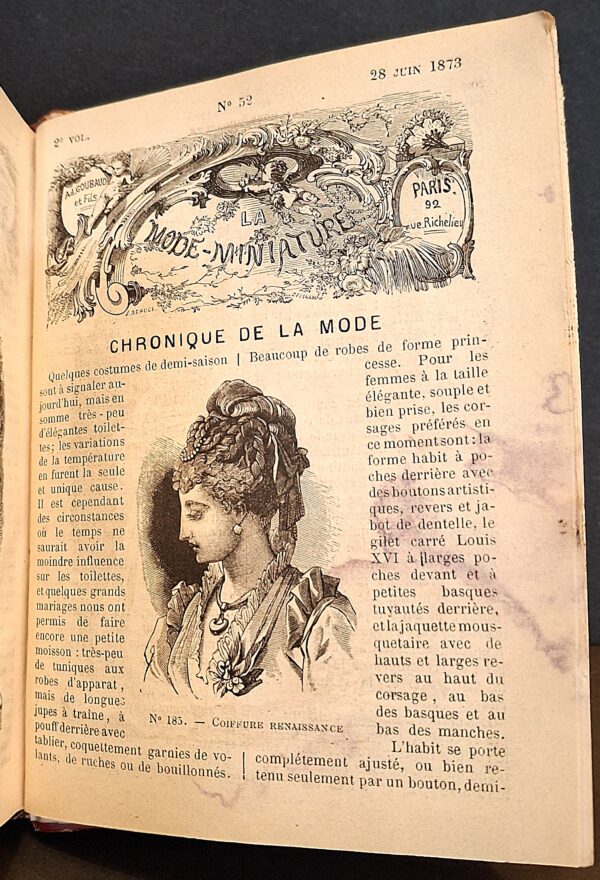 2e VOL.
No 52
28 JUIN 1873
Ad. GOUBAUD
et Fils
LA
MODE-MINIATURE
PARIS
92
rue Richelieu
CHRONIQUE DE LA MODE
Quelques costumes de demi-saison
sont à signaler au-
jourd'hui, mais en
somme très-peu
d'élégantes toilet-
tes; les variations
de la température
en furent la seule
et unique cause.
Il est cependant
des circonstances
où le temps ne
saurait avoir la
moindre influence
sur les toilettes,
et quelques grands
mariages nous ont
permis de faire
encore une petite
moisson : très-peu
de tuniques aux
robes d'apparat,
mais de longues
jupes à traîne, à
pouff derrière avec
tablier, coquettement garnies de vo-
lants, de ruches ou de bouillonnés.
No 185. — COIFFURE RENAISSANCE
Beaucoup de robes de forme prin-
cesse. Pour les
femmes à la taille
élégante, souple et
bien prise, les cor-
sages préférés en
ce moment sont : la
forme habit à po-
ches derrière avec
des boutons artisti-
ques, revers et ja-
bot de dentelle, le
gilet carré Louis
XVI à larges po-
ches devant et à
petites basques
tuyautés derrière,
et la jaquette mous-
quetaire avec de
hauts et larges re-
vers au haut du
corsage, au bas
des basques et au
bas des manches.
L'habit se porte
complétement ajusté, ou bien re-
tenu seulement par un bouton, demi-